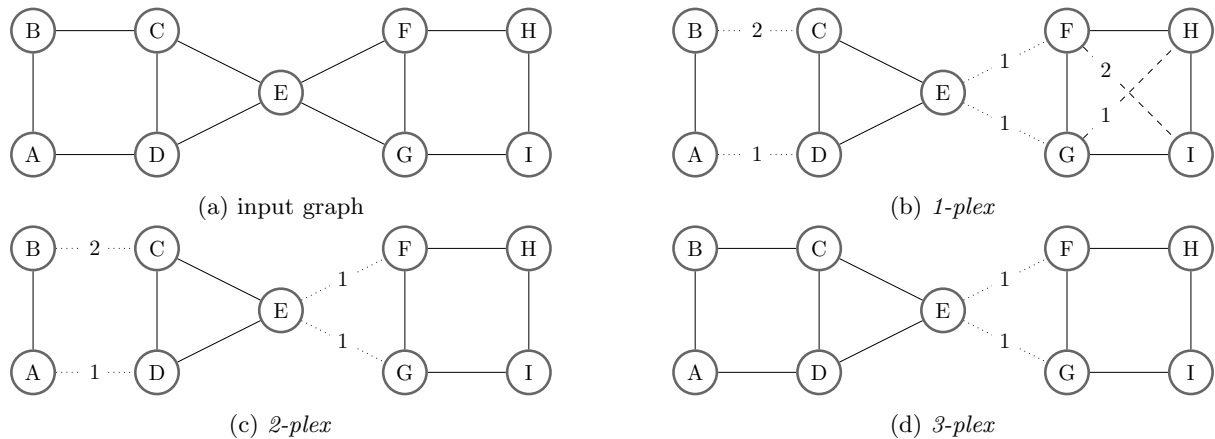 B C F H
E
A D G I
(a) input graph
B 2 C F H
1 2
E
1 1
A 1 D G I
(b) 1-plex
B 2 C F H
1
E
1
A 1 D G I
(c) 2-plex
B C F H
1
E
1
A D G I
(d) 3-plex